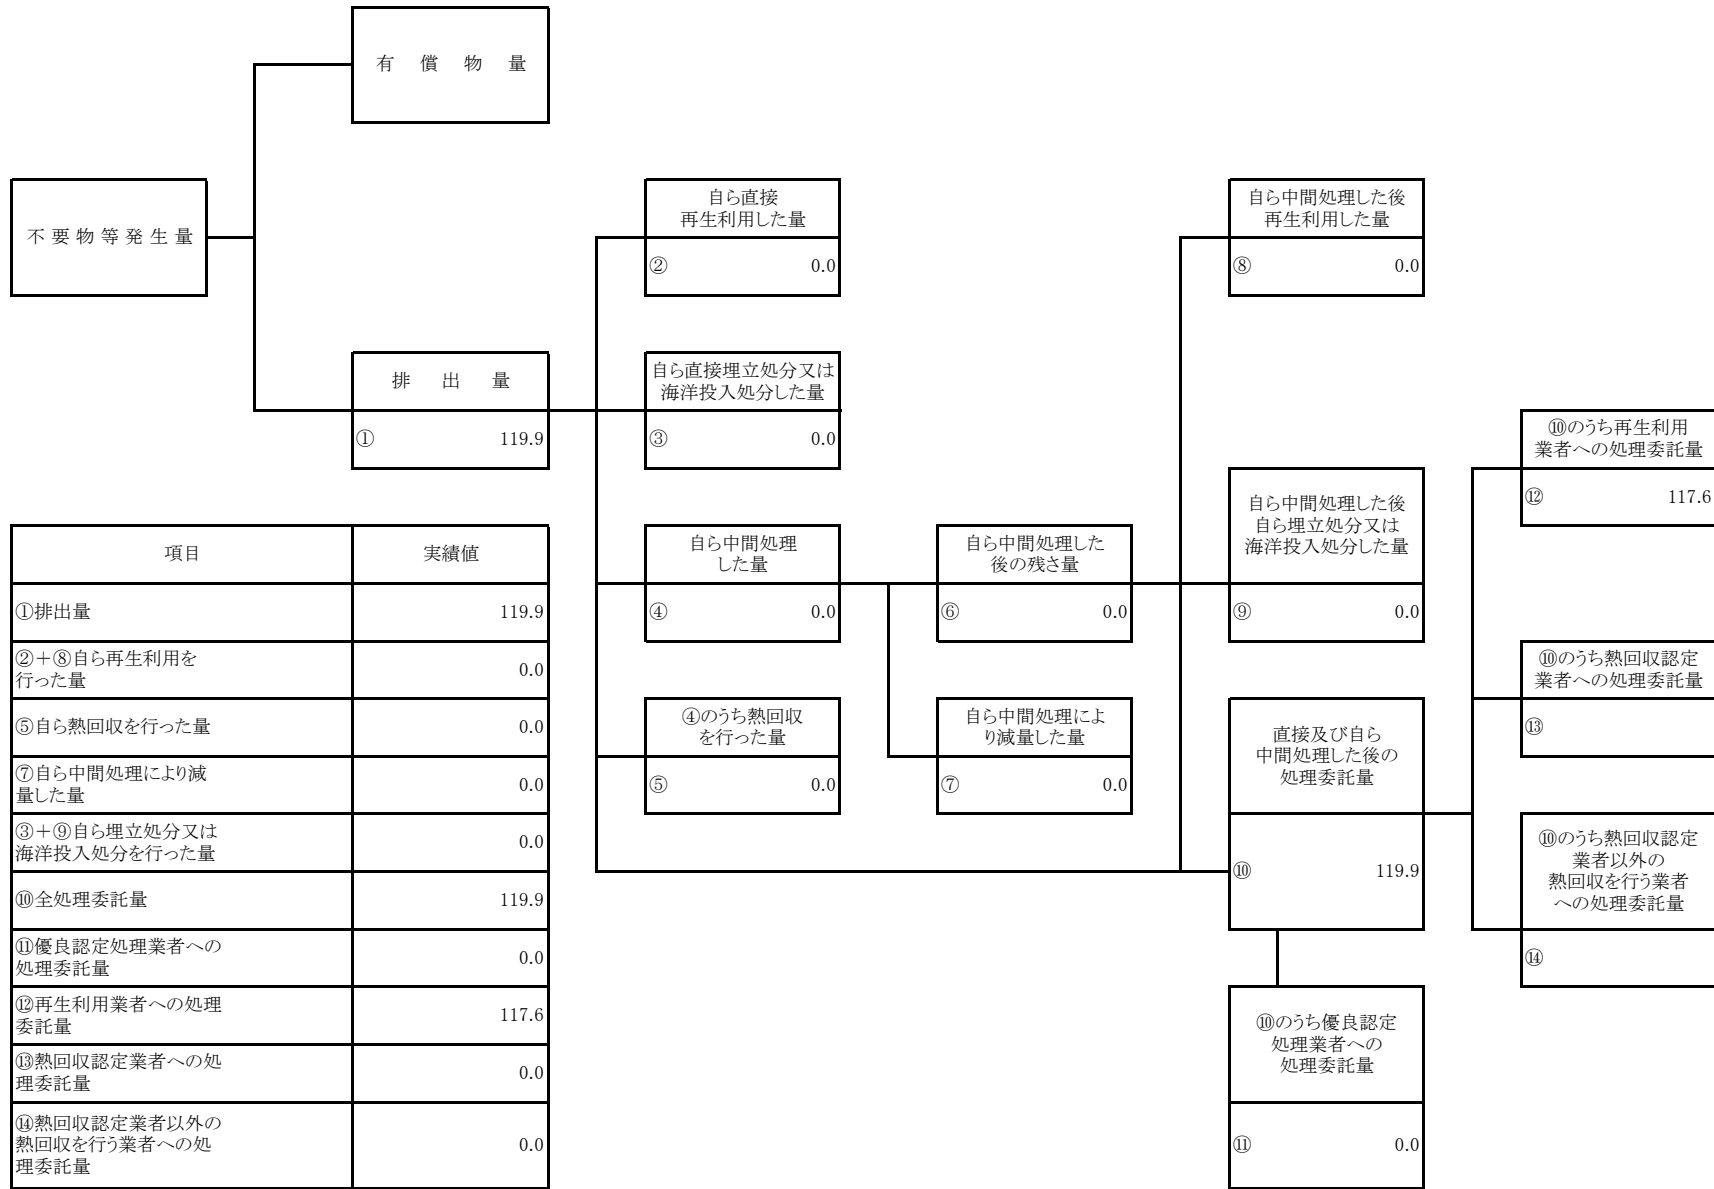 有 償 物 量
不要物等発生量
自ら直接
再生利用した量
② 0.0
自ら中間処理した後
再生利用した量
⑧ 0.0
排 出 量
① 119.9
自ら直接埋立処分又は
海洋投入処分した量
③ 0.0
⑩のうち再生利用
業者への処理委託量
⑫ 117.6
自ら中間処理した後
自ら埋立処分又は
海洋投入処分した量
⑨ 0.0
自ら中間処理
した量
④ 0.0
自ら中間処理した
後の残さ量
⑥ 0.0
⑩のうち熱回収認定
業者への処理委託量
⑬
④のうち熱回収
を行った量
⑤ 0.0
自ら中間処理によ
り減量した量
⑦ 0.0
直接及び自ら
中間処理した後の
処理委託量
⑩ 119.9
⑩のうち熱回収認定
業者以外の
熱回収を行う業者
への処理委託量
⑭
⑩のうち優良認定
処理業者への
処理委託量
⑪ 0.0
項目 実績値
①排出量 119.9
②+⑧自ら再生利用を
行った量 0.0
⑤自ら熱回収を行った量 0.0
⑦自ら中間処理により減
量した量 0.0
③+⑨自ら埋立処分又は
海洋投入処分を行った量 0.0
⑩全処理委託量 119.9
⑪優良認定処理業者への
処理委託量 0.0
⑫再生利用業者への処理
委託量 117.6
⑬熱回収認定業者への処
理委託量 0.0
⑭熱回収認定業者以外の
熱回収を行う業者への処
理委託量 0.0